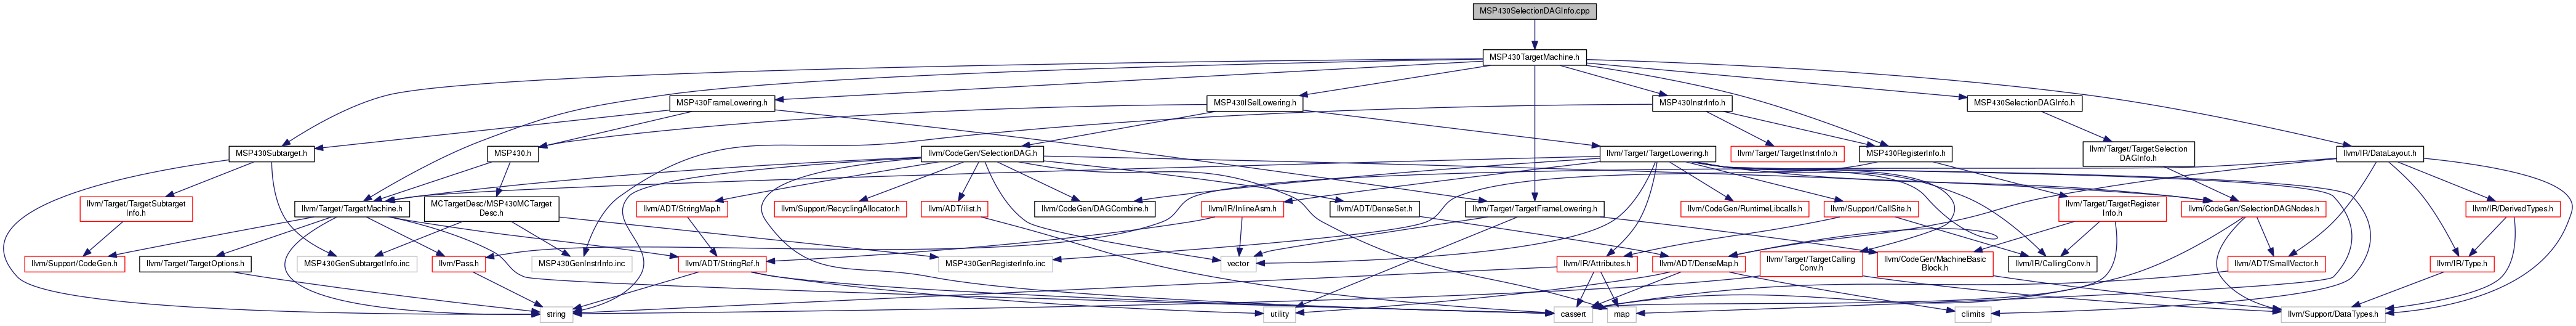 MSP430SelectionDAGInfo.cpp
MSP430TargetMachine.h
MSP430FrameLowering.h
MSP430ISelLowering.h
MSP430InstrInfo.h
MSP430SelectionDAGInfo.h
MSP430Subtarget.h
MSP430.h
llvm/CodeGen/SelectionDAG.h
llvm/Target/TargetLowering.h
llvm/Target/TargetInstrInfo.h
MSP430RegisterInfo.h
llvm/Target/TargetSelection
DAGInfo.h
llvm/IR/DataLayout.h
llvm/Target/TargetSubtarget
Info.h
llvm/Target/TargetMachine.h
MCTargetDesc/MSP430MCTarget
Desc.h
llvm/ADT/StringMap.h
llvm/Support/RecyclingAllocator.h
llvm/ADT/ilist.h
llvm/CodeGen/DAGCombine.h
llvm/IR/InlineAsm.h
llvm/ADT/DenseSet.h
llvm/Target/TargetFrameLowering.h
llvm/CodeGen/RuntimeLibcalls.h
llvm/Support/CallSite.h
llvm/Target/TargetRegister
Info.h
llvm/CodeGen/SelectionDAGNodes.h
llvm/IR/DerivedTypes.h
llvm/Support/CodeGen.h
llvm/Target/TargetOptions.h
MSP430GenSubtargetInfo.inc
llvm/Pass.h
MSP430GenInstrInfo.inc
llvm/ADT/StringRef.h
MSP430GenRegisterInfo.inc
vector
llvm/IR/Attributes.h
llvm/ADT/DenseMap.h
llvm/Target/TargetCalling
Conv.h
llvm/CodeGen/MachineBasic
Block.h
llvm/IR/CallingConv.h
llvm/ADT/SmallVector.h
llvm/IR/Type.h
string
utility
cassert
map
climits
llvm/Support/DataTypes.h